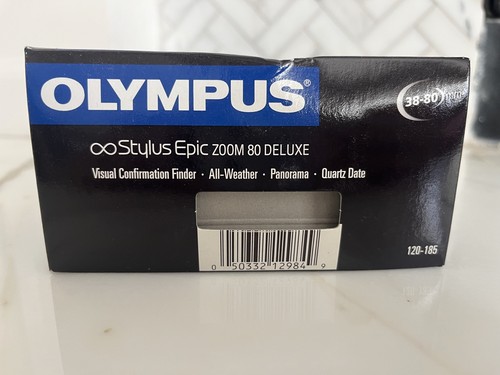 OLYMPUS®
38-80mm
∞Stylus Epic ZOOM 80 DELUXE
Visual Confirmation Finder · All-Weather · Panorama · Quartz Date
120-185
0 50332 12984 9